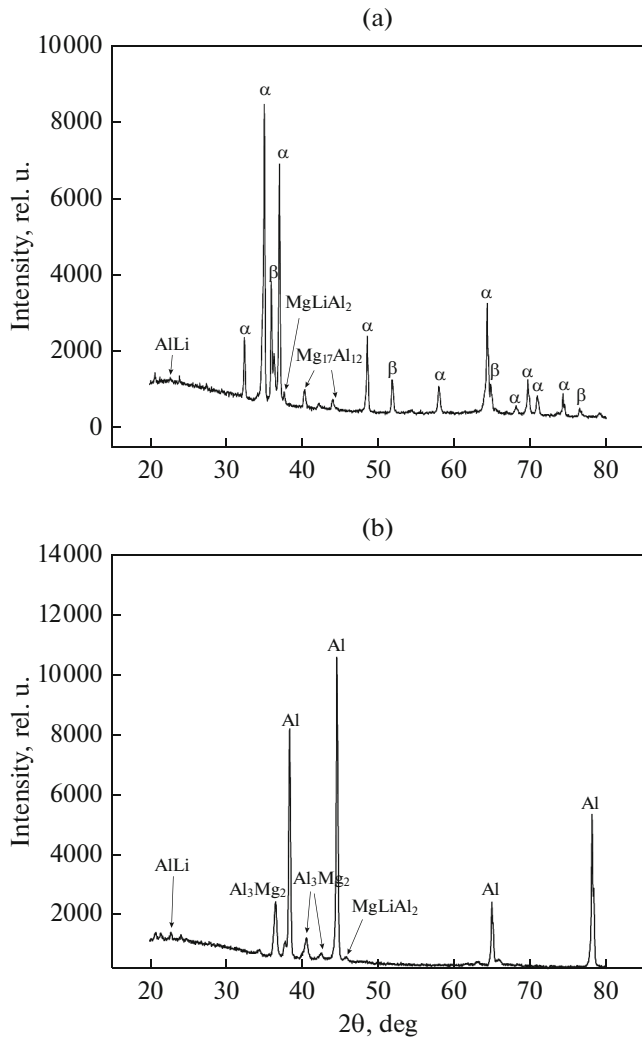 (a)
10000
8000
6000
4000
2000
0
Intensity, rel. u.
α
α
β
MgLiAl₂
AlLi
Mg₁₇Al₁₂
α
α
β
α
α
β
α
α
α
α
β
20 30 40 50 60 70 80
(b)
14000
12000
10000
8000
6000
4000
2000
Intensity, rel. u.
Al
Al
Al
AlLi
Al₃Mg₂
Al₃Mg₂
MgLiAl₂
Al
20 30 40 50 60 70 80
2θ, deg